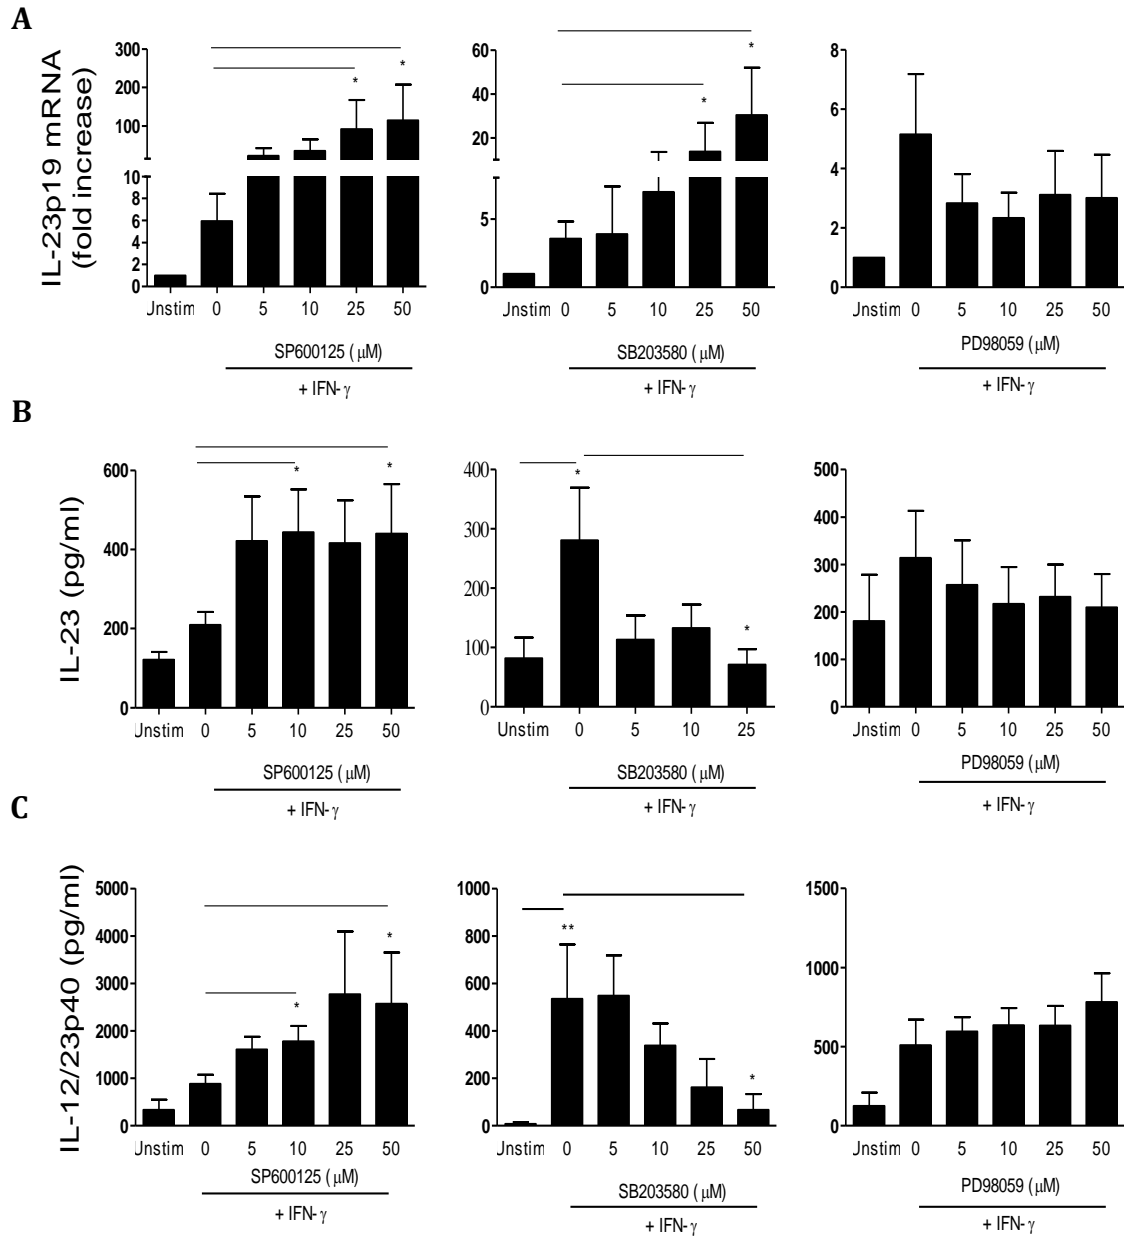 A
IL-23p19 mRNA
(fold increase)
300
200
100
10
8
6
4
2
0
Jnstim 0 5 10 25 50
SP600125 ( μM)
+ IFN- γ
*
*
60
40
20
5
0
Jnstim 0 5 10 25 50
SB203580 ( μM)
+ IFN- γ
*
*
8
6
4
2
0
Jnstim 0 5 10 25 50
PD98059 ( μM)
+ IFN- γ
B
IL-23 (pg/ml)
600
400
200
0
Jnstim 0 5 10 25 50
SP600125 ( μM)
+ IFN- γ
*
*
400
300
200
100
0
Unstim 0 5 10 25
SB203580 ( μM)
+ IFN- γ
*
*
500
400
300
200
100
0
Jnstim 0 5 10 25 50
PD98059 ( μM)
+ IFN- γ
C
IL-12/23p40 (pg/ml)
5000
4000
3000
2000
1000
0
Jnstim 0 5 10 25 50
SP600125 ( μM)
+ IFN- γ
*
*
1000
800
600
400
200
0
Jnstim 0 5 10 25 50
SB203580 ( μM)
+ IFN- γ
**
*
1500
1000
500
0
Jnstim 0 5 10 25 50
PD98059 ( μM)
+ IFN- γ